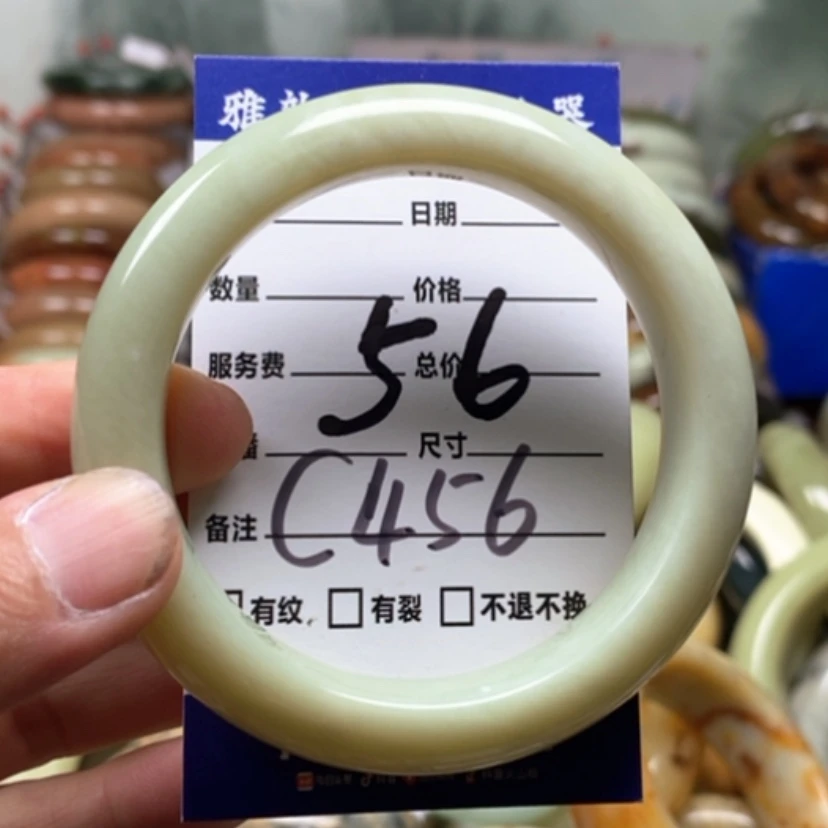 雅 器
日期
数量 价格
服务费 总价
56
尺寸
备注 C456
有纹 有裂 不退不换